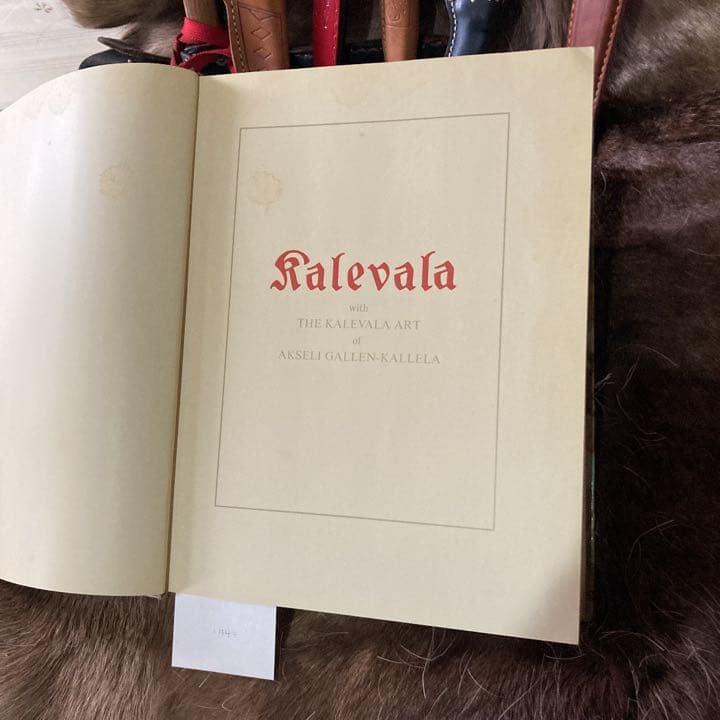 Kalevala
with
THE KALEVALA ART
of
AKSELI GALLEN-KALLELA